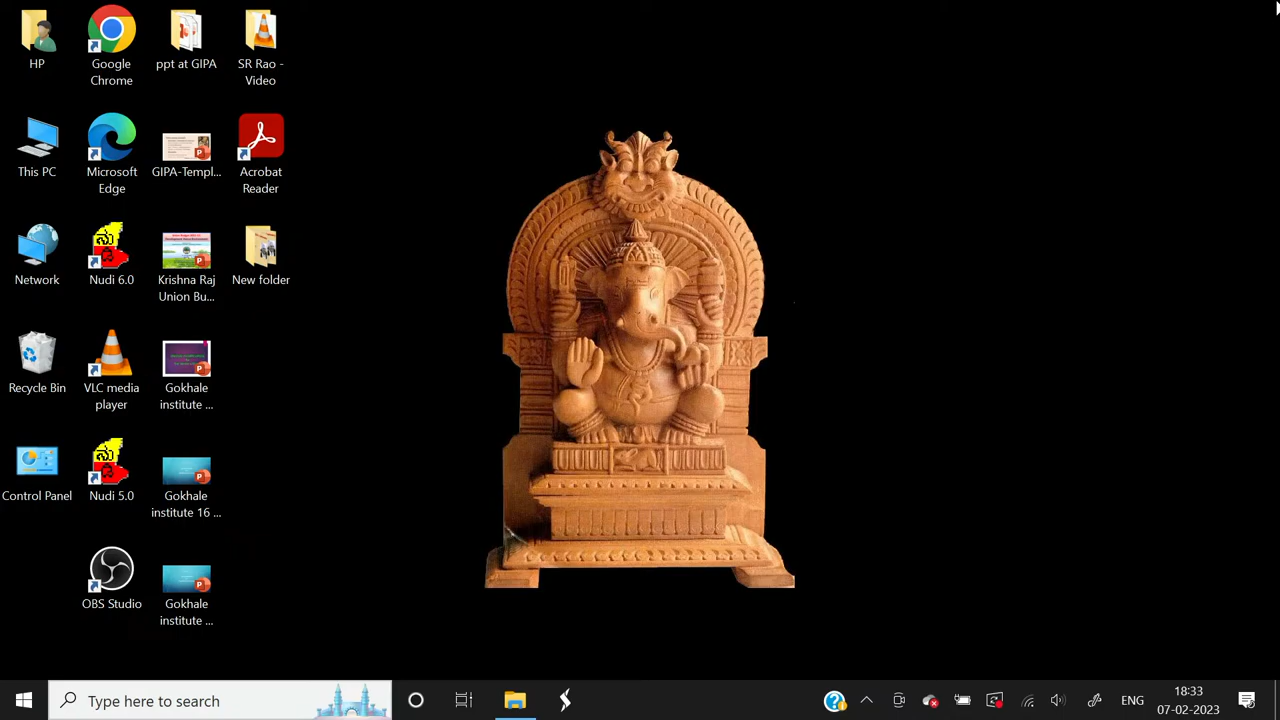 HP
Google
Chrome
ppt at GIPA
SR Rao -
Video
This PC
Microsoft
Edge
GIPA-Templ...
Acrobat
Reader
Network
Nudi 6.0
Krishna Raj
Union Bu...
New folder
Recycle Bin
VLC media
player
Gokhale
institute ...
Control Panel
Nudi 5.0
Gokhale
institute 16 ...
OBS Studio
Gokhale
institute ...
Type here to search
ENG
18:33
07-02-2023